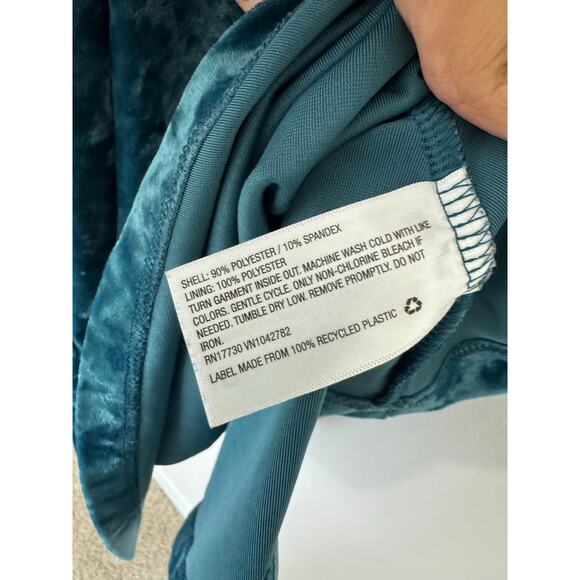 SHELL: 90% POLYESTER / 10% SPANDEX
LINING: 100% POLYESTER
TURN GARMENT INSIDE OUT. MACHINE WASH COLD WITH LIKE
COLORS. GENTLE CYCLE. ONLY NON-CHLORINE BLEACH IF
NEEDED. TUMBLE DRY LOW. REMOVE PROMPTLY. DO NOT
IRON.
RN17730 VN1042782
LABEL MADE FROM 100% RECYCLED PLASTIC